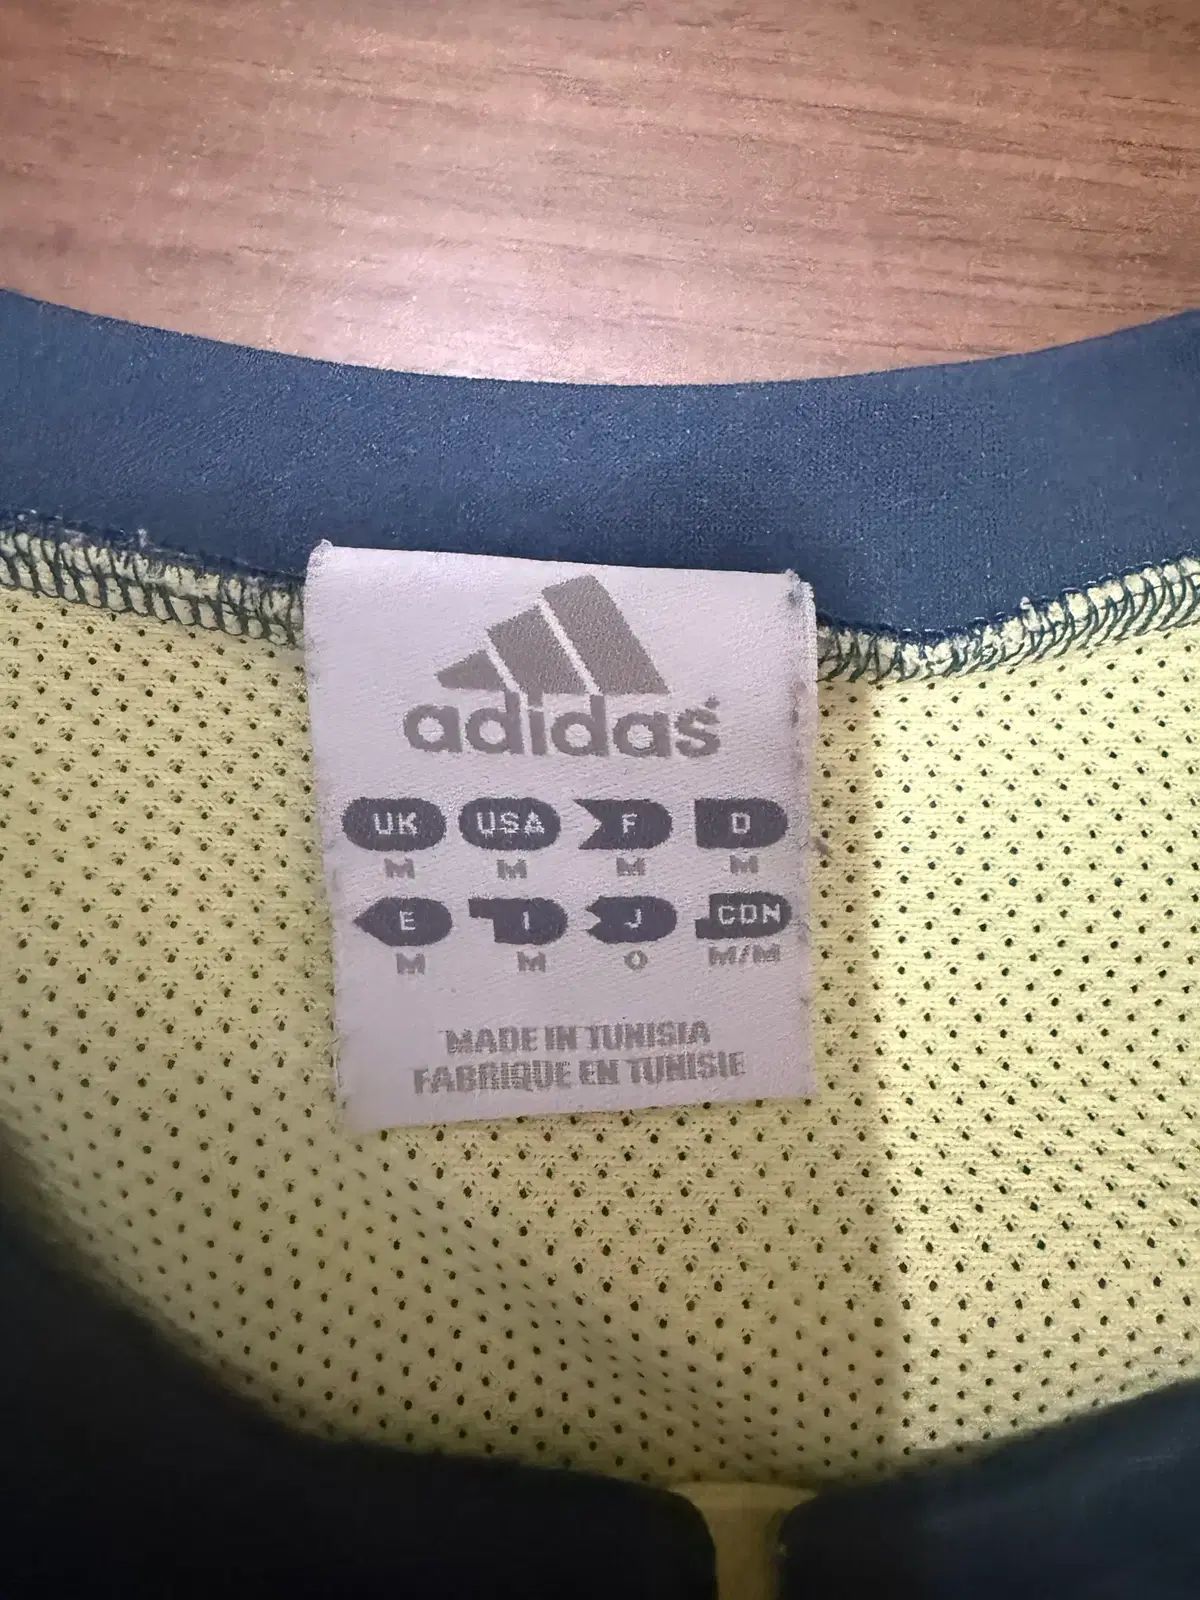 adidas
UK USA F D
M M M M
E I J CDN
M M O M/M
MADE IN TUNISIA
FABRIQUE EN TUNISIE